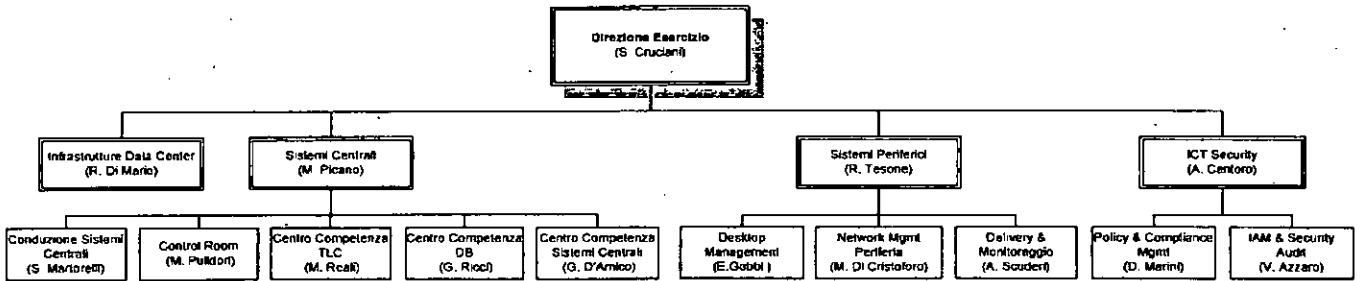 Direzione Esercizio
(S. Cruciani)
Infrastrutture Data Center
(R. Di Mario)
Sistemi Centrali
(M. Picano)
Sistemi Periferici
(R. Tesone)
ICT Security
(A. Centoro)
Conduzione Sistemi
Centrali
(S. Martoretti)
Control Room
(M. Pulidori)
Centro Competenza
TLC
(M. Reali)
Centro Competenza
DB
(G. Ricci)
Centro Competenza
Sistemi Centrali
(G. D'Amico)
Desktop
Management
(E.Gobbi )
Network Mgmt
Periferia
(M. Di Cristoforo)
Delivery &
Monitoraggio
(A. Scuderi)
Policy & Compliance
Mgmt
(D. Marini)
IAM & Security
Audit
(V. Azzaro)